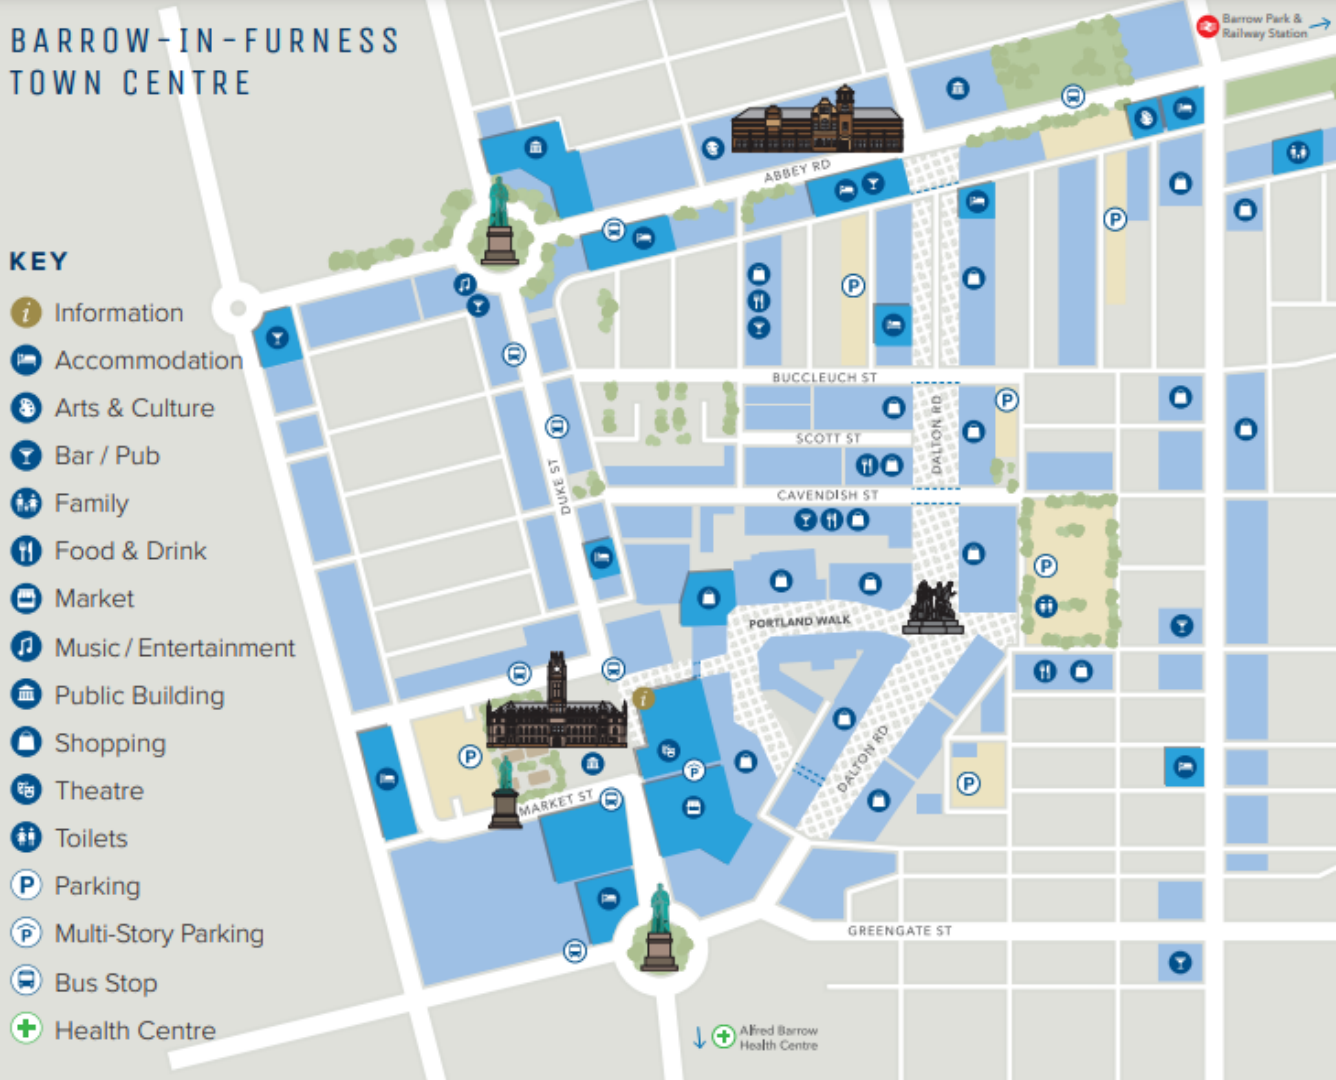 BARROW-IN-FURNESS
TOWN CENTRE
Barrow Park &
Railway Station
KEY
i Information
Accommodation
Arts & Culture
Bar / Pub
Family
Food & Drink
Market
Music / Entertainment
Public Building
Shopping
Theatre
Toilets
P Parking
P Multi-Story Parking
Bus Stop
Health Centre
ABBEY RD
P
P
BUCCLEUCH ST
P
DALTON RD
SCOTT ST
DUKE ST
CAVENDISH ST
P
PORTLAND WALK
i
P
P
DALTON RD
P
MARKET ST
GREENGATE ST
Alfred Barrow
Health Centre